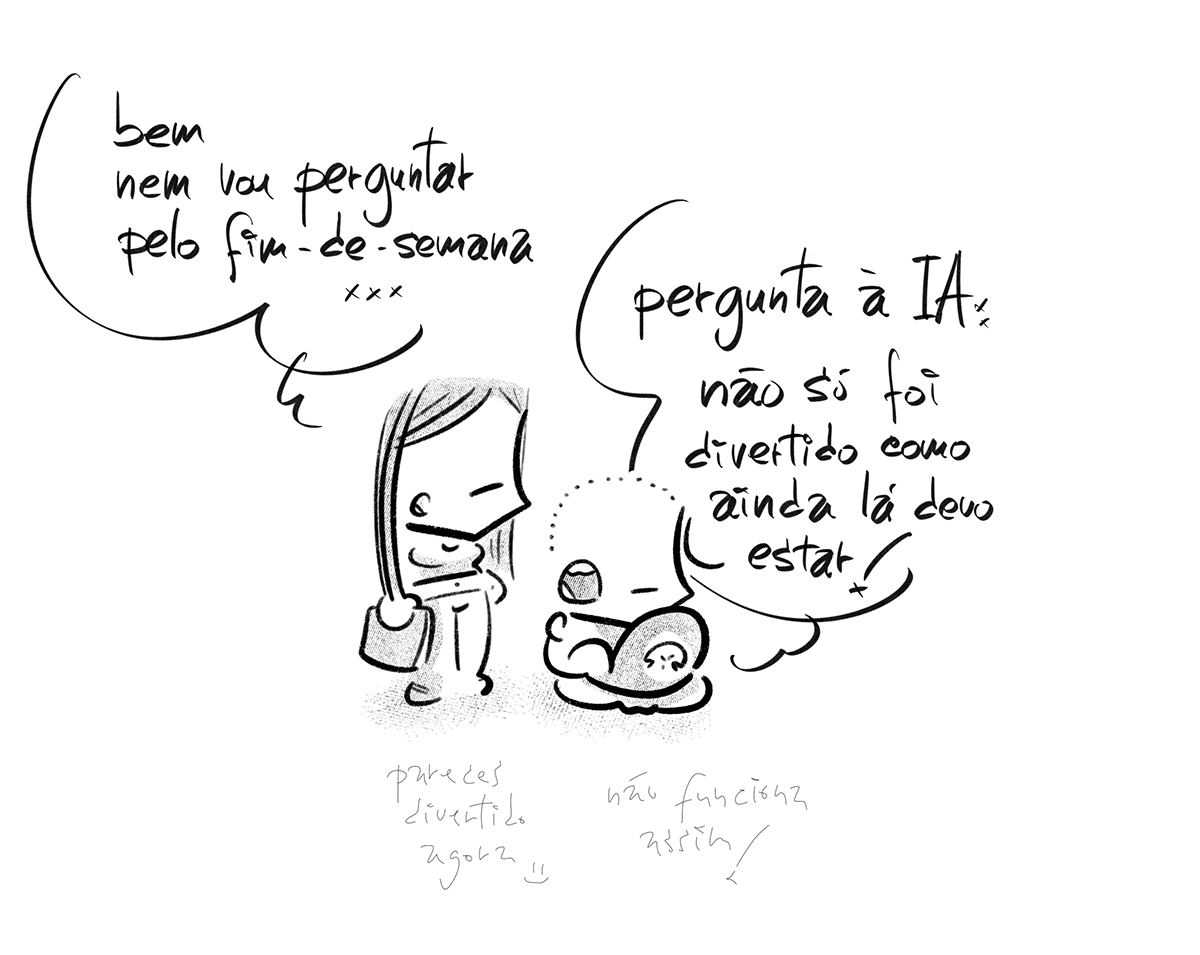 bem
nem vou perguntar
pelo fim-de-semana
xxx
pergunta à IA:
não só foi
divertido como
ainda lá devo
estar!
pareces
divertido
agora =)
não funciona
assim!